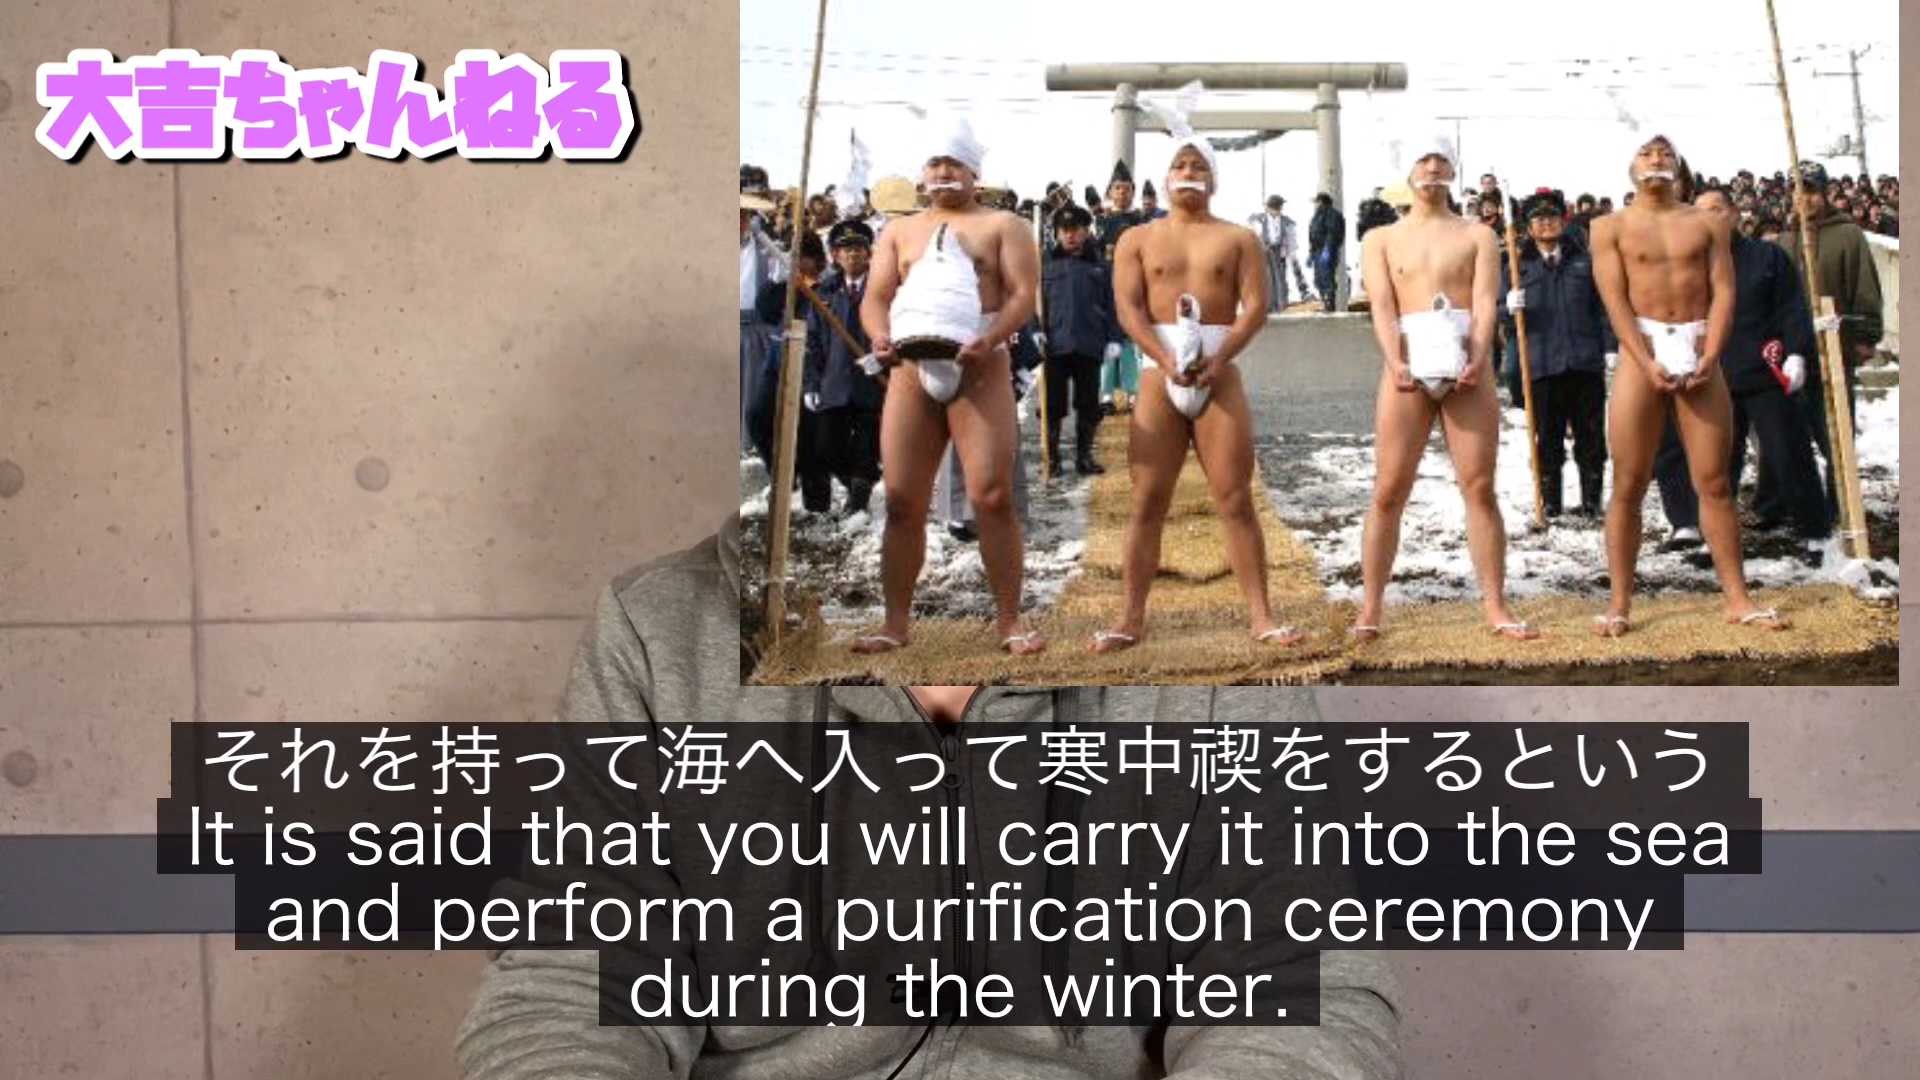 大吉ちゃんねる
それを持って海へ入って寒中禊をするという
It is said that you will carry it into the sea
and perform a purification ceremony
during the winter.